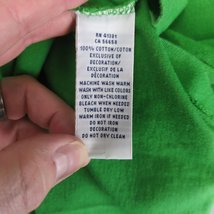 RN 41381
CA 56658
100% COTTON/COTON
EXCLUSIVE OF
DECORATION/
EXCLUSIF DE LA
DÉCORATION
MACHINE WASH WARM
WASH WITH LIKE COLORS
ONLY NON-CHLORINE
BLEACH WHEN NEEDED
TUMBLE DRY LOW
WARM IRON IF NEEDED
DO NOT IRON
DECORATION
DO NOT DRY CLEAN